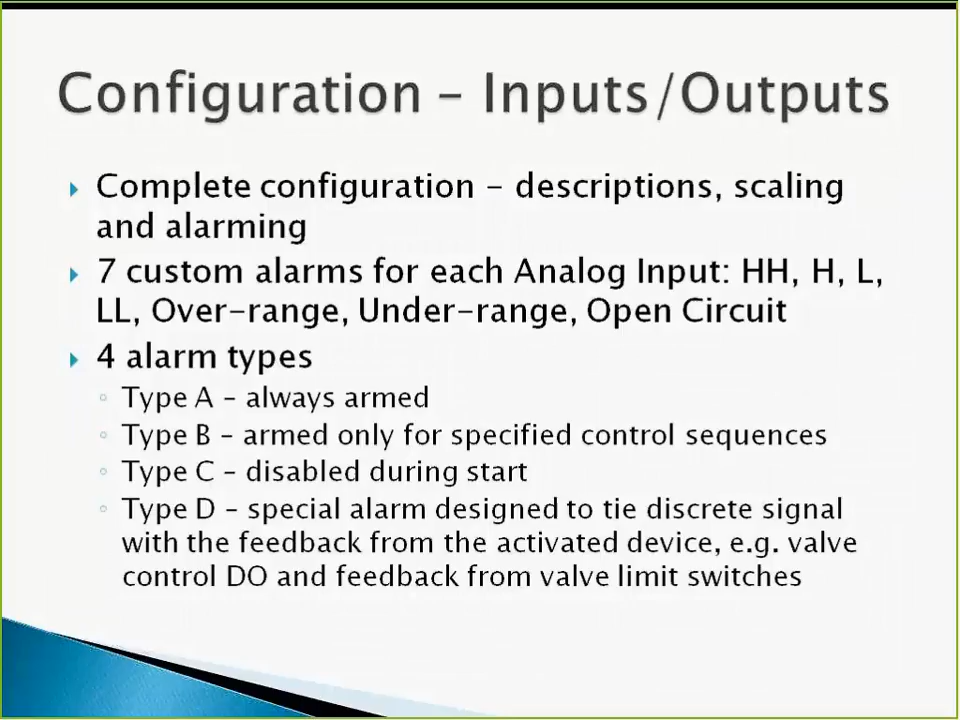 Configuration – Inputs/Outputs
Complete configuration – descriptions, scaling
and alarming
7 custom alarms for each Analog Input: HH, H, L,
LL, Over-range, Under-range, Open Circuit
4 alarm types
Type A – always armed
Type B – armed only for specified control sequences
Type C – disabled during start
Type D – special alarm designed to tie discrete signal
with the feedback from the activated device, e.g. valve
control DO and feedback from valve limit switches